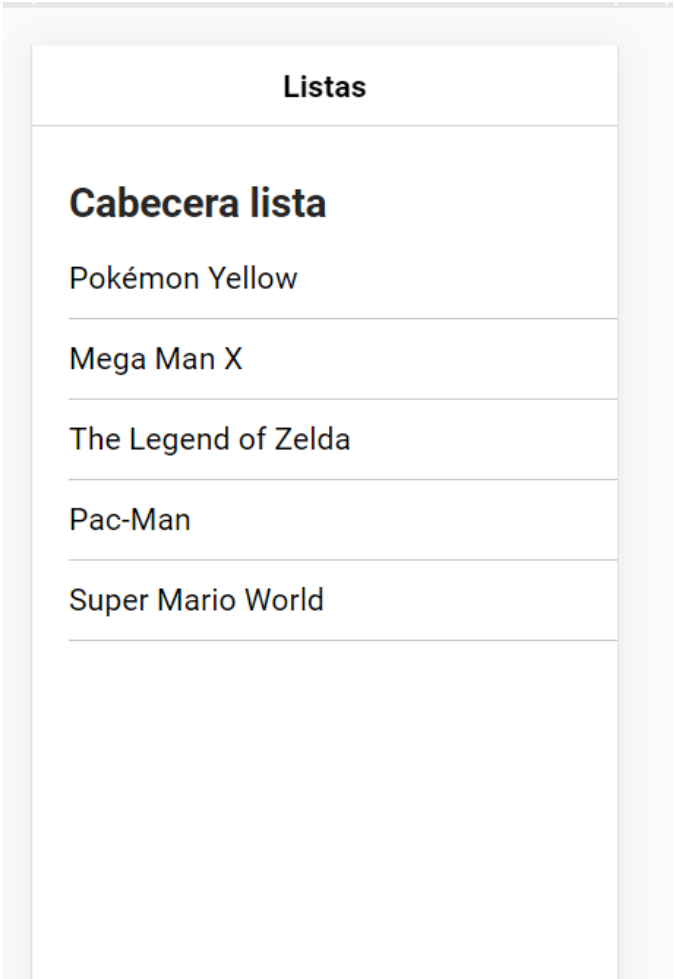 Listas
Cabecera lista
Pokémon Yellow
Mega Man X
The Legend of Zelda
Pac-Man
Super Mario World